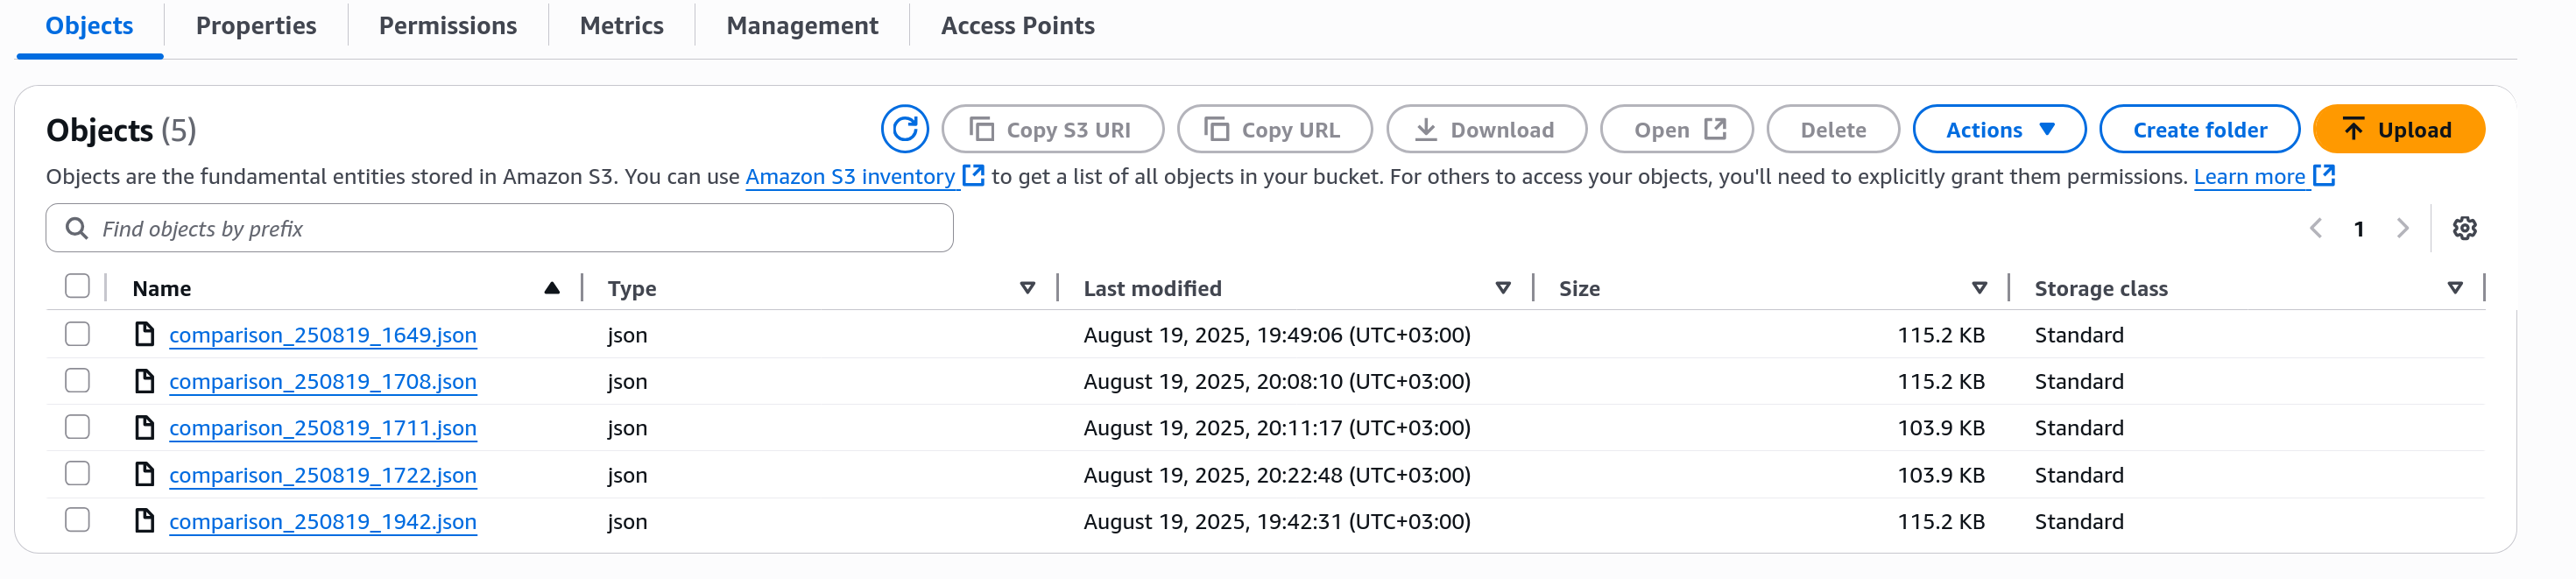 Objects Properties Permissions Metrics Management Access Points
Objects (5) Copy S3 URI Copy URL Download Open Delete Actions Create folder Upload
Objects are the fundamental entities stored in Amazon S3. You can use Amazon S3 inventory to get a list of all objects in your bucket. For others to access your objects, you'll need to explicitly grant them permissions. Learn more
Find objects by prefix 1
Name Type Last modified Size Storage class
comparison_250819_1649.json json August 19, 2025, 19:49:06 (UTC+03:00) 115.2 KB Standard
comparison_250819_1708.json json August 19, 2025, 20:08:10 (UTC+03:00) 115.2 KB Standard
comparison_250819_1711.json json August 19, 2025, 20:11:17 (UTC+03:00) 103.9 KB Standard
comparison_250819_1722.json json August 19, 2025, 20:22:48 (UTC+03:00) 103.9 KB Standard
comparison_250819_1942.json json August 19, 2025, 19:42:31 (UTC+03:00) 115.2 KB Standard